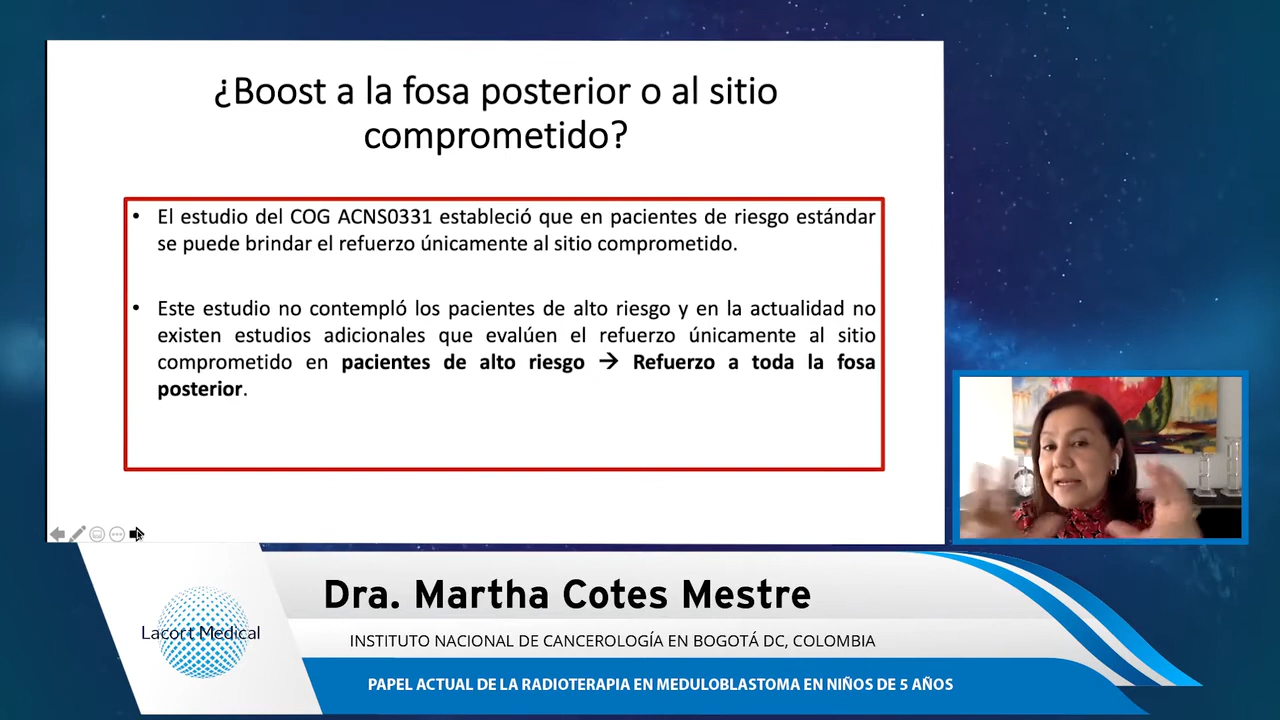 ¿Boost a la fosa posterior o al sitio
comprometido?
• El estudio del COG ACNS0331 estableció que en pacientes de riesgo estándar
se puede brindar el refuerzo únicamente al sitio comprometido.
• Este estudio no contempló los pacientes de alto riesgo y en la actualidad no
existen estudios adicionales que evalúen el refuerzo únicamente al sitio
comprometido en pacientes de alto riesgo → Refuerzo a toda la fosa
posterior.
Dra. Martha Cotes Mestre
Lacort Medical
INSTITUTO NACIONAL DE CANCEROLOGÍA EN BOGOTÁ DC, COLOMBIA
PAPEL ACTUAL DE LA RADIOTERAPIA EN MEDULOBLASTOMA EN NIÑOS DE 5 AÑOS